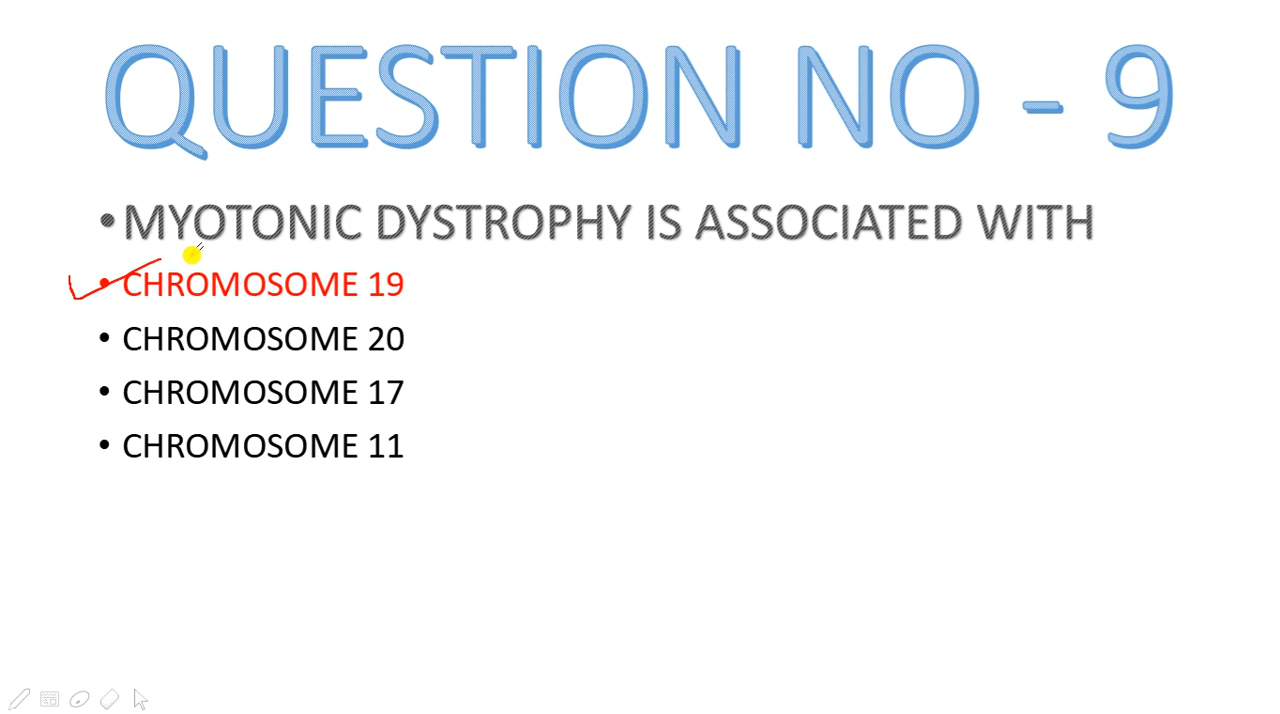 QUESTION NO - 9
•MYOTONIC DYSTROPHY IS ASSOCIATED WITH
• CHROMOSOME 19
• CHROMOSOME 20
• CHROMOSOME 17
• CHROMOSOME 11